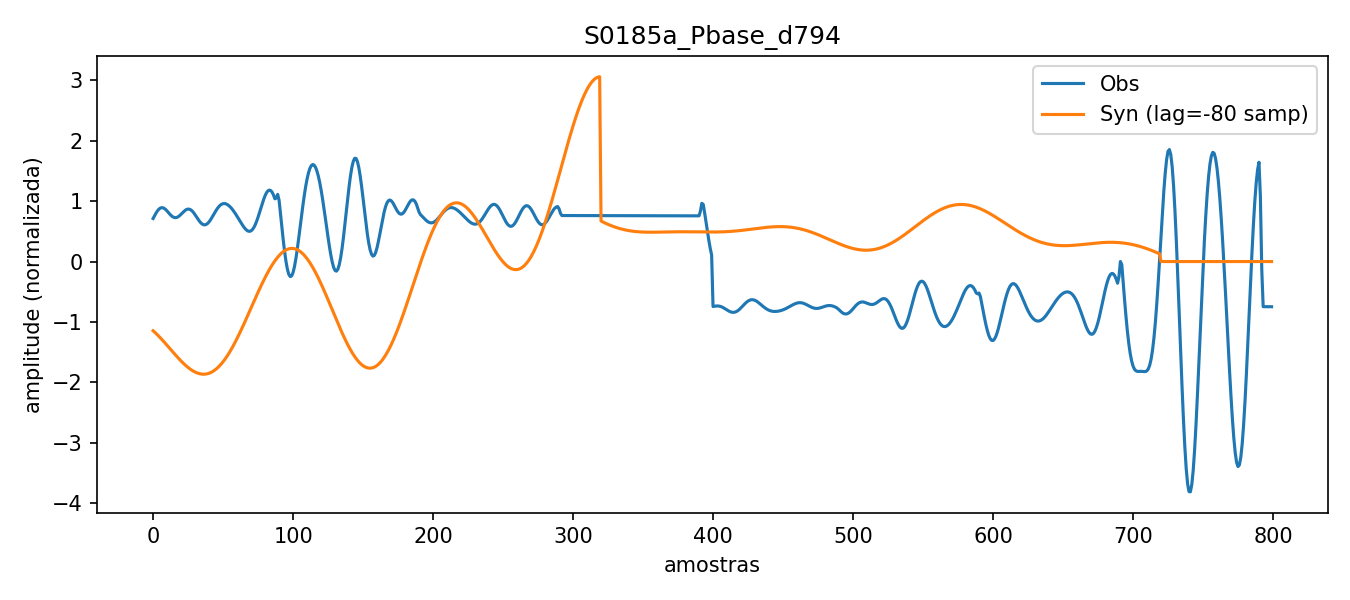 S0185a_Pbase_d794
Obs
Syn (lag=-80 samp)
amplitude (normalizada)
3
2
1
0
−1
−2
−3
−4
0 100 200 300 400 500 600 700 800
amostras